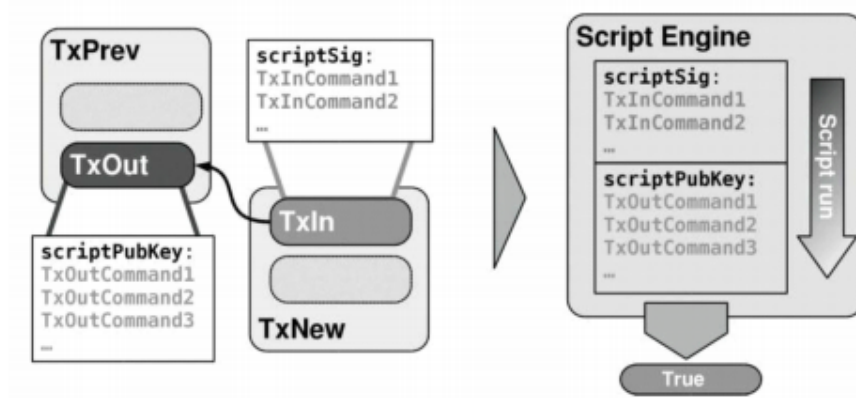 TxPrev
TxOut
scriptPubKey:
TxOutCommand1
TxOutCommand2
TxOutCommand3
…
scriptSig:
TxInCommand1
TxInCommand2
…
TxIn
TxNew
Script Engine
scriptSig:
TxInCommand1
TxInCommand2
…
scriptPubKey:
TxOutCommand1
TxOutCommand2
TxOutCommand3
…
Script run
True